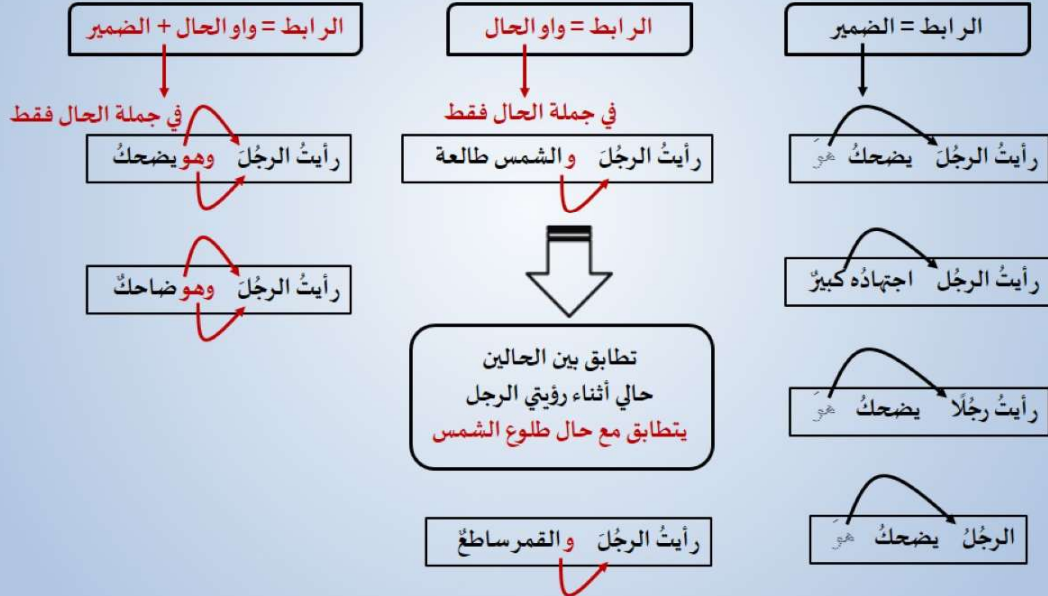 الرابط = الضمير
رأيتُ الرجُلَ يضحكُ هوَ
رأيتُ الرجُل اجتهادُه كبيرٌ
رأيتُ رجُلًا يضحكُ هوَ
الرجُلُ يضحكُ هوَ
الرابط = واو الحال
في جملة الحال فقط
رأيتُ الرجُلَ والشمس طالعة
تطابق بين الحالين
حالي أثناء رؤيتي الرجل
يتطابق مع حال طلوع الشمس
رأيتُ الرجُلَ والقمر ساطعٌ
الرابط = واو الحال + الضمير
في جملة الحال فقط
رأيتُ الرجُلَ وهو يضحكُ
رأيتُ الرجُلَ وهو ضاحكٌ